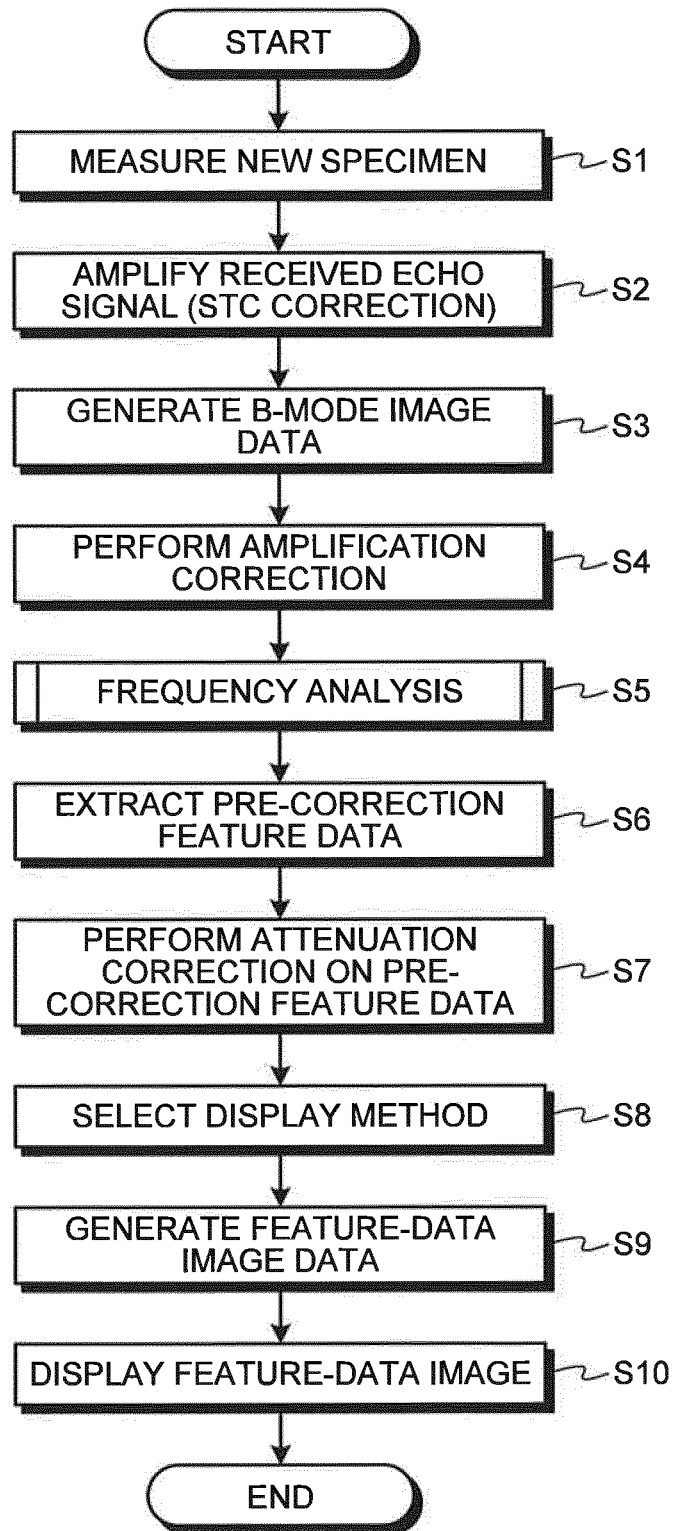 START
MEASURE NEW SPECIMEN
S1
AMPLIFY RECEIVED ECHO
SIGNAL (STC CORRECTION)
S2
GENERATE B-MODE IMAGE
DATA
S3
PERFORM AMPLIFICATION
CORRECTION
S4
FREQUENCY ANALYSIS
S5
EXTRACT PRE-CORRECTION
FEATURE DATA
S6
PERFORM ATTENUATION
CORRECTION ON PRE-
CORRECTION FEATURE DATA
S7
SELECT DISPLAY METHOD
S8
GENERATE FEATURE-DATA
IMAGE DATA
S9
DISPLAY FEATURE-DATA IMAGE
S10
END